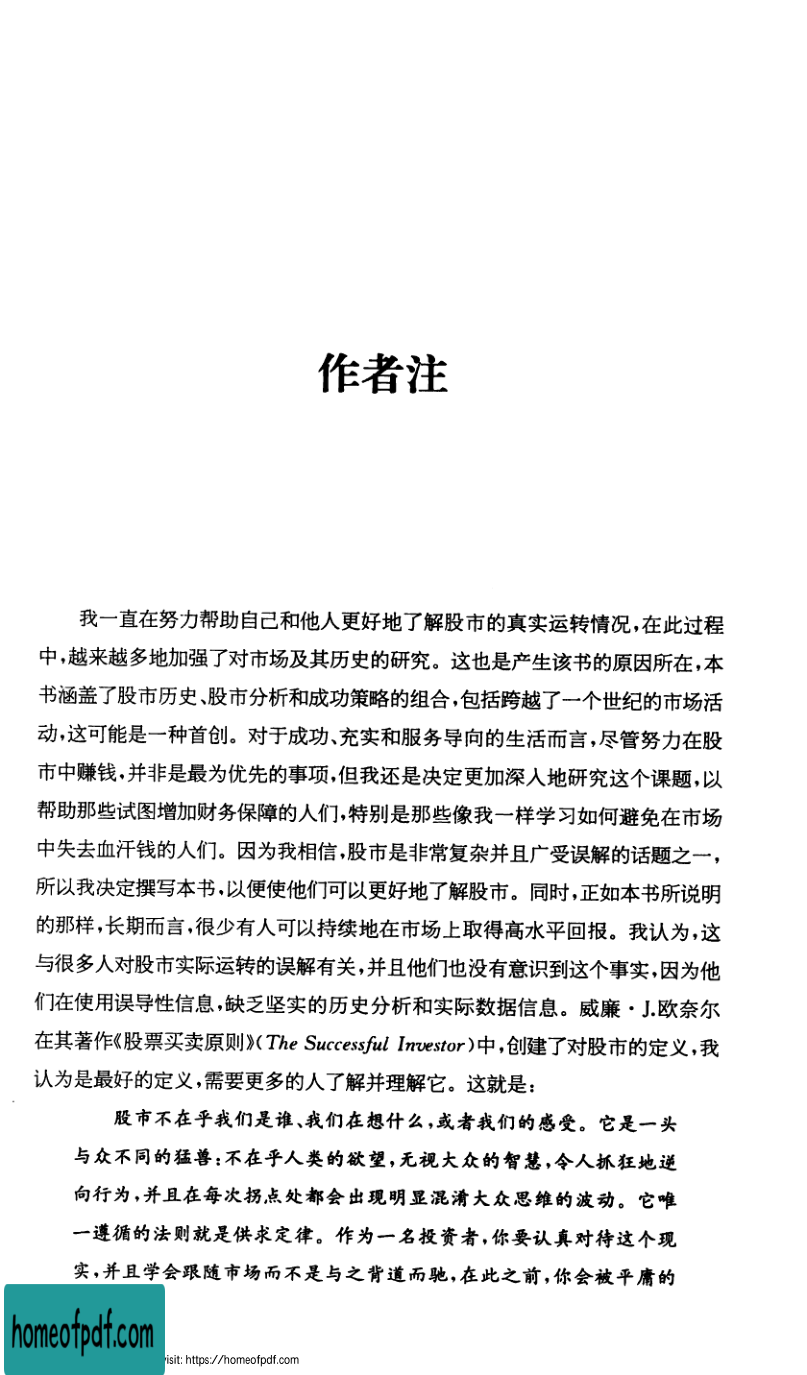 作者注
我一直在努力帮助自己和他人更好地了解股市的真实运转情况,在此过程
中,越来越多地加强了对市场及其历史的研究。这也是产生该书的原因所在,本
书涵盖了股市历史、股市分析和成功策略的组合,包括跨越了一个世纪的市场活
动,这可能是一种首创。对于成功、充实和服务导向的生活而言,尽管努力在股
市中赚钱,并非是最为优先的事项,但我还是决定更加深入地研究这个课题,以
帮助那些试图增加财务保障的人们,特别是那些像我一样学习如何避免在市场
中失去血汗钱的人们。因为我相信,股市是非常复杂并且广受误解的话题之一,
所以我决定撰写本书,以便使他们可以更好地了解股市。同时,正如本书所说明
的那样,长期而言,很少有人可以持续地在市场上取得高水平回报。我认为,这
与很多人对股市实际运转的误解有关,并且他们也没有意识到这个事实,因为他
们在使用误导性信息,缺乏坚实的历史分析和实际数据信息。威廉·J.欧奈尔
在其著作《股票买卖原则》(The Successful Investor)中,创建了对股市的定义,我
认为是最好的定义,需要更多的人了解并理解它。这就是:
股市不在乎我们是谁、我们在想什么,或者我们的感受。它是一头
与众不同的猛兽:不在乎人类的欲望,无视大众的智慧,令人抓狂地逆
向行为,并且在每次拐点处都会出现明显混淆大众思维的波动。它唯
一遵循的法则就是供求定律。作为一名投资者,你要认真对待这个现
实,并且学会跟随市场而不是与之背道而驰,在此之前,你会被平庸的
homeofpdf.com
visit: https://homeofpdf.com